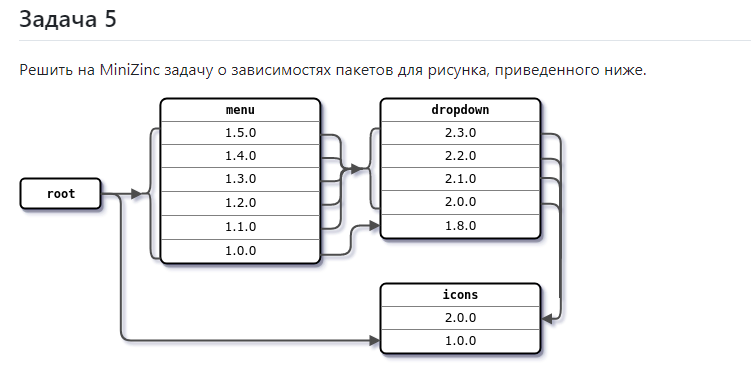 Задача 5
Решить на MiniZinc задачу о зависимостях пакетов для рисунка, приведенного ниже.
root
menu
1.5.0
1.4.0
1.3.0
1.2.0
1.1.0
1.0.0
dropdown
2.3.0
2.2.0
2.1.0
2.0.0
1.8.0
icons
2.0.0
1.0.0